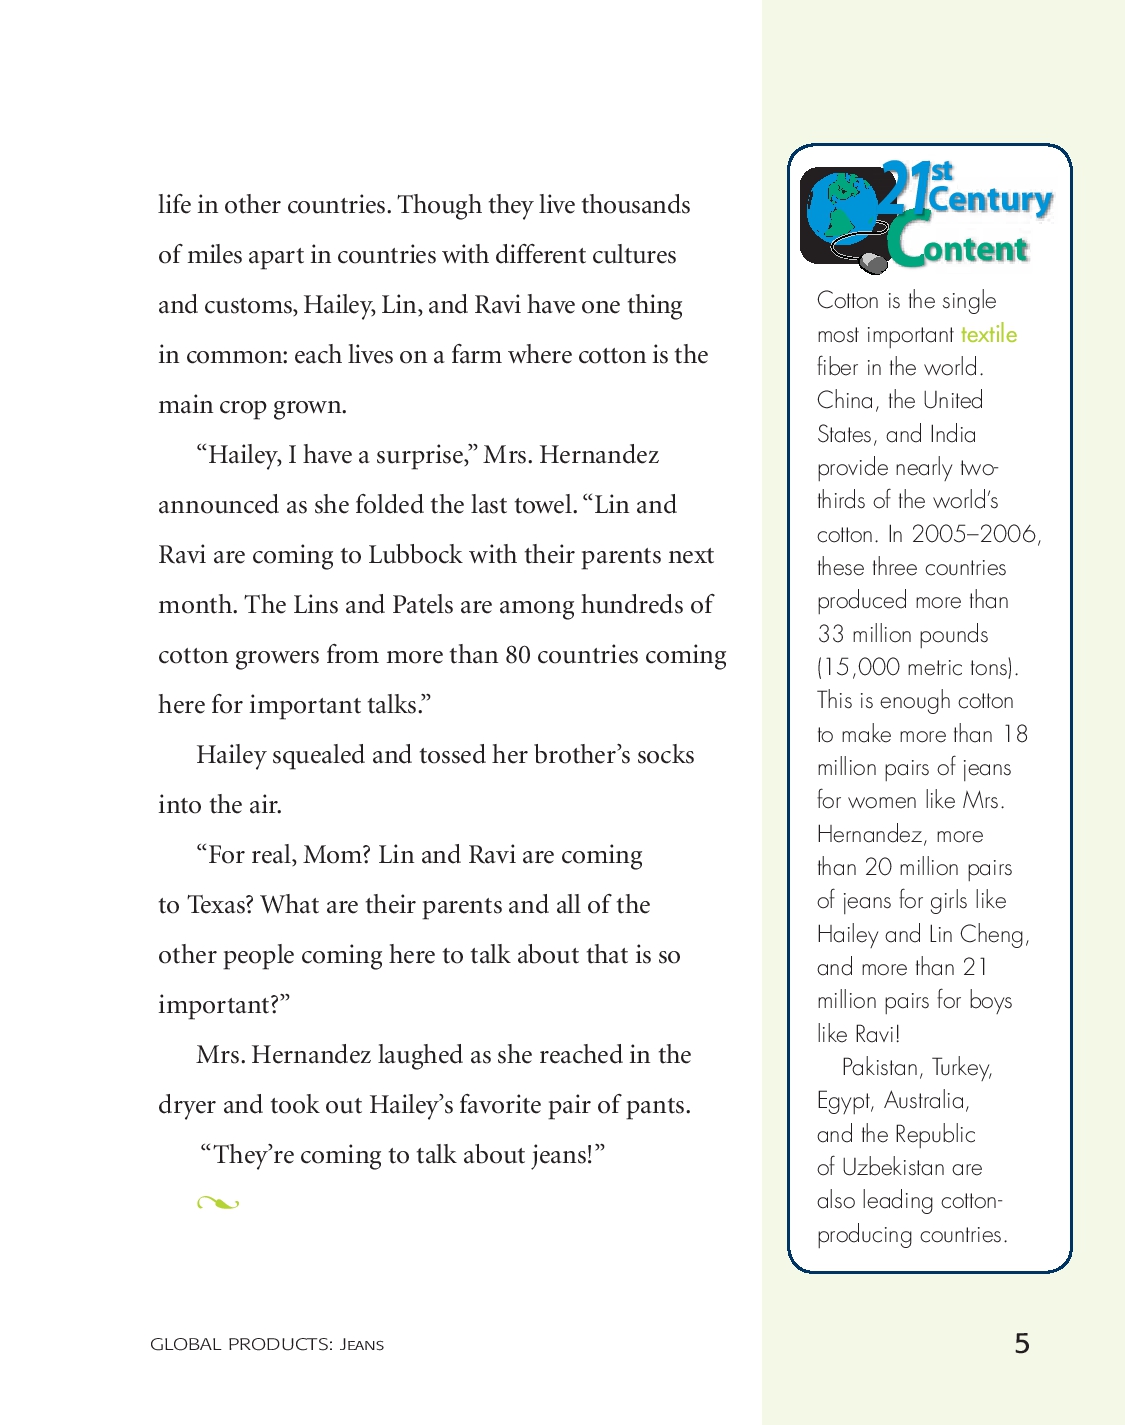 life in other countries. Though they live thousands
of miles apart in countries with different cultures
and customs, Hailey, Lin, and Ravi have one thing
in common: each lives on a farm where cotton is the
main crop grown.
“Hailey, I have a surprise,” Mrs. Hernandez
announced as she folded the last towel. “Lin and
Ravi are coming to Lubbock with their parents next
month. The Lins and Patels are among hundreds of
cotton growers from more than 80 countries coming
here for important talks.”
Hailey squealed and tossed her brother’s socks
into the air.
“For real, Mom? Lin and Ravi are coming
to Texas? What are their parents and all of the
other people coming here to talk about that is so
important?”
Mrs. Hernandez laughed as she reached in the
dryer and took out Hailey’s favorite pair of pants.
“They’re coming to talk about jeans!”
21st
Century
Content
Cotton is the single
most important textile
fiber in the world.
China, the United
States, and India
provide nearly two-
thirds of the world’s
cotton. In 2005–2006,
these three countries
produced more than
33 million pounds
(15,000 metric tons).
This is enough cotton
to make more than 18
million pairs of jeans
for women like Mrs.
Hernandez, more
than 20 million pairs
of jeans for girls like
Hailey and Lin Cheng,
and more than 21
million pairs for boys
like Ravi!
Pakistan, Turkey,
Egypt, Australia,
and the Republic
of Uzbekistan are
also leading cotton-
producing countries.
GLOBAL PRODUCTS: JEANS
5